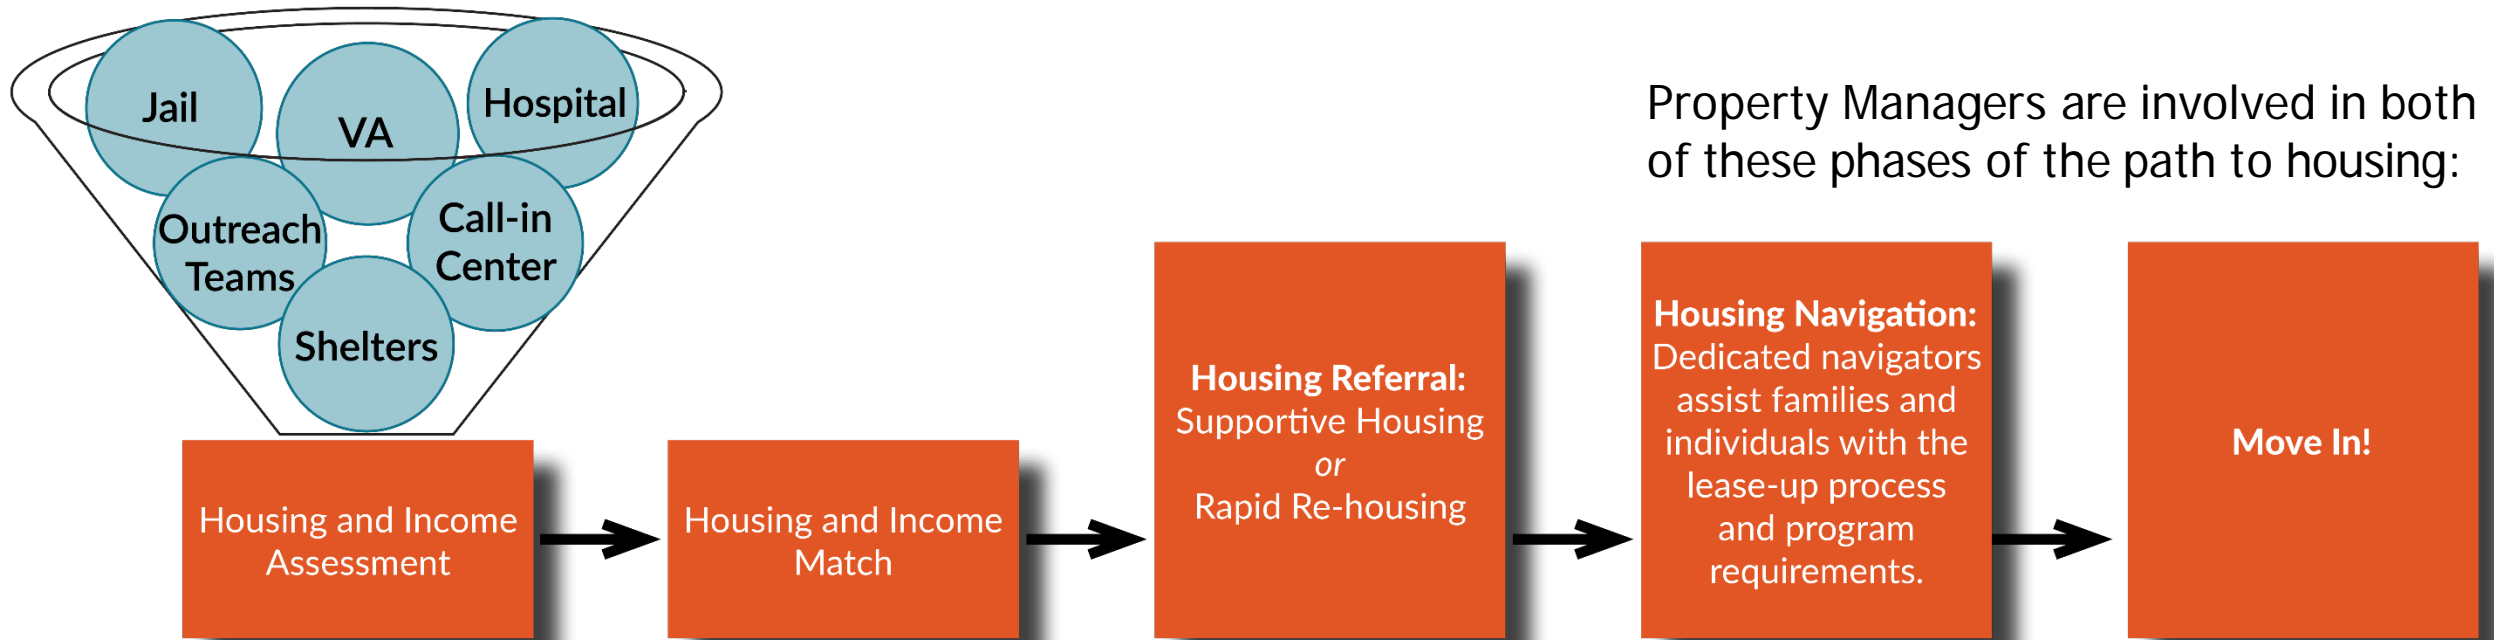 Jail
VA
Hospital
Outreach
Teams
Call-in
Center
Shelters
Property Managers are involved in both
of these phases of the path to housing:
Housing and Income
Assessment
Housing and Income
Match
Housing Referral:
Supportive Housing
or
Rapid Re-housing
Housing Navigation:
Dedicated navigators
assist families and
individuals with the
lease-up process
and program
requirements.
Move In!